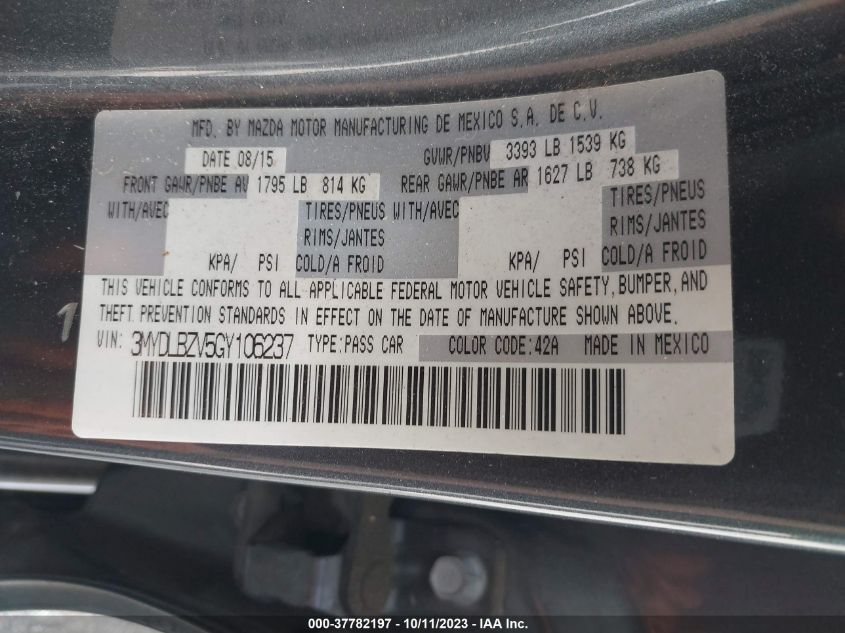 MFD. BY MAZDA MOTOR MANUFACTURING DE MEXICO S.A. DE C.V.
DATE 08/15 GVWR/PNBV 3393 LB 1539 KG
FRONT GAWR/PNBE AV 1795 LB 814 KG REAR GAWR/PNBE AR 1627 LB 738 KG
WITH/AVEC TIRES/PNEUS WITH/AVEC TIRES/PNEUS
RIMS/JANTES RIMS/JANTES
KPA/ PSI COLD/A FROID KPA/ PSI COLD/A FROID
THIS VEHICLE CONFORMS TO ALL APPLICABLE FEDERAL MOTOR VEHICLE SAFETY, BUMPER, AND
THEFT PREVENTION STANDARDS IN EFFECT ON THE DATE OF MANUFACTURE SHOWN ABOVE.
VIN: 3MYDLBZV5GY106237 TYPE:PASS CAR COLOR CODE:42A MADE IN MEXICO
000-37782197 - 10/11/2023 - IAA Inc.